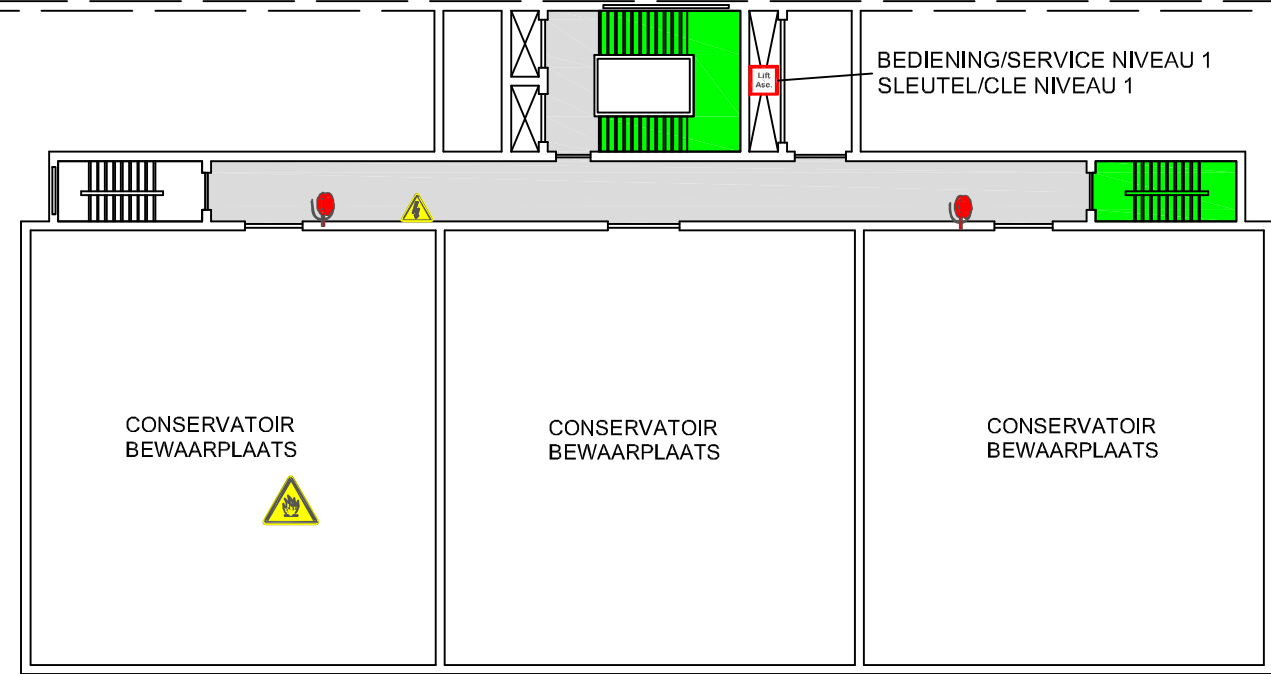 BEDIENING/SERVICE NIVEAU 1
SLEUTEL/CLE NIVEAU 1
Lift
Asc.
CONSERVATOIR
BEWAARPLAATS
CONSERVATOIR
BEWAARPLAATS
CONSERVATOIR
BEWAARPLAATS